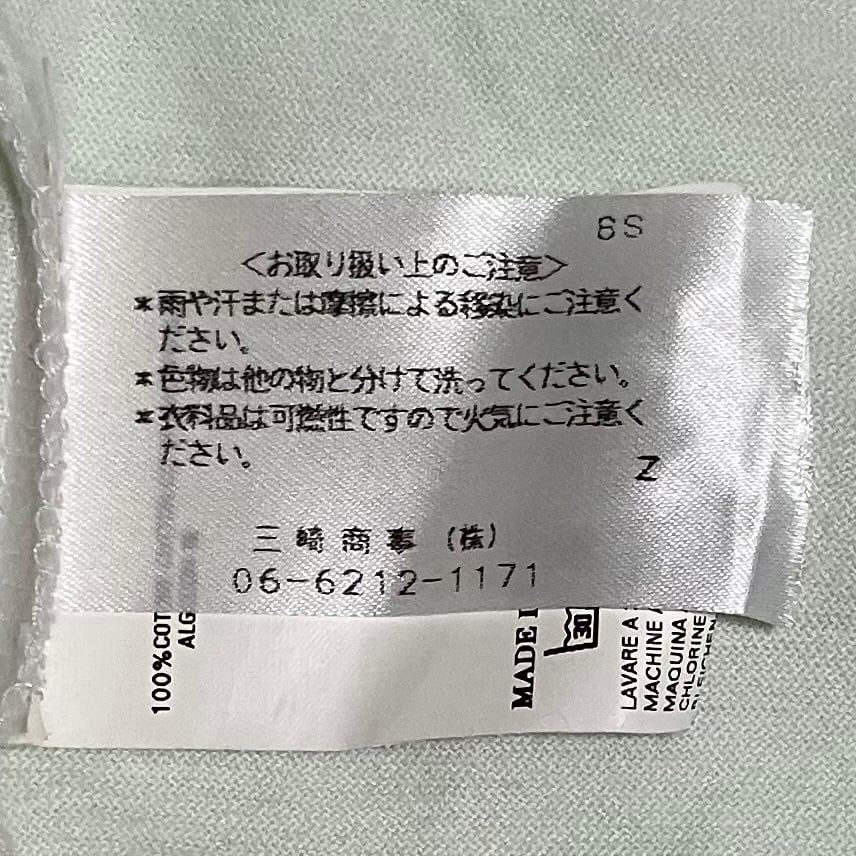 6S
＜お取り扱い上のご注意＞
*雨や汗または摩擦による移染にご注意く
ださい。
*色物は他の物と分けて洗ってください。
*衣料品は可燃性ですので火気にご注意く
ださい。
Z
三崎商事(株)
06-6212-1171
100%COT
ALG
MADE I
30
LAVARE A
MACHINE
MAQUINA
CHLORINE